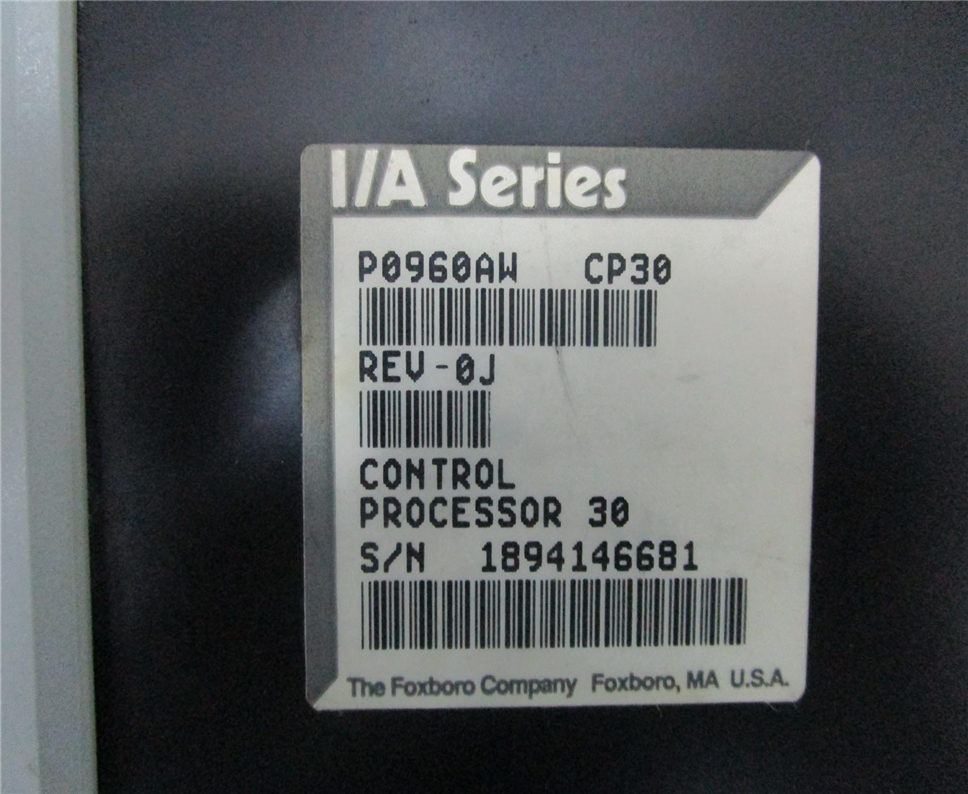 I/A Series
P0960AW CP30
REV-0J
CONTROL
PROCESSOR 30
S/N 1894146681
The Foxboro Company Foxboro, MA U.S.A.